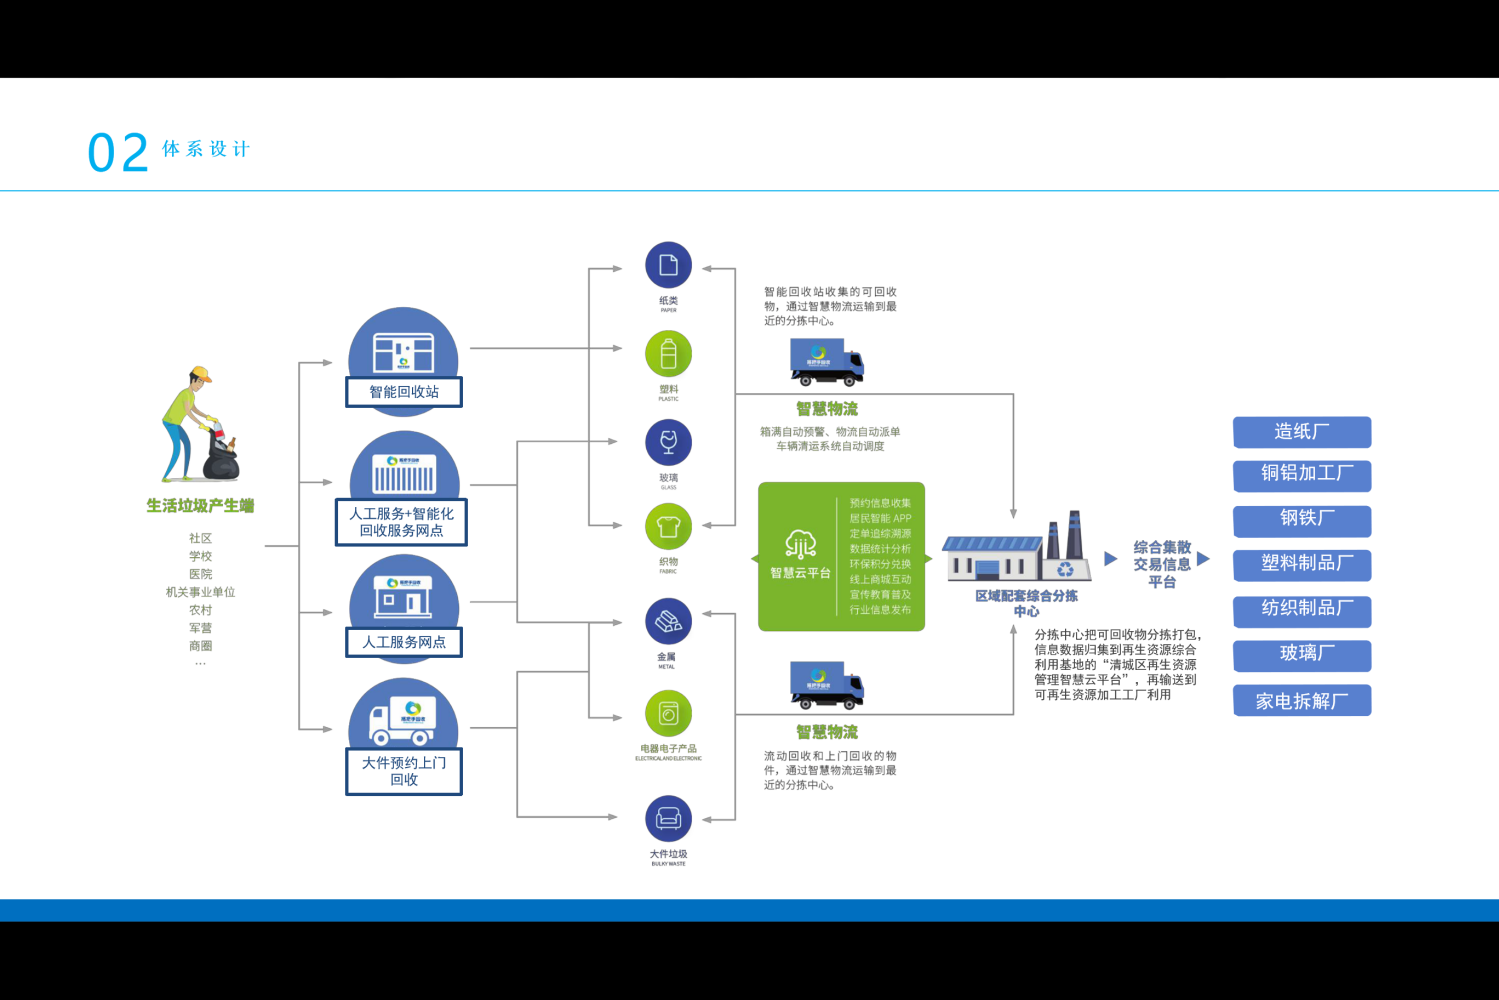 02 体系设计
生活垃圾产生端
社区
学校
医院
机关事业单位
农村
军营
商圈
...
智能回收站
人工服务+智能化
回收服务网点
人工服务网点
大件预约上门
回收
纸类
PAPER
塑料
PLASTIC
玻璃
GLASS
织物
FABRIC
金属
METAL
电器电子产品
ELECTRICAL AND ELECTRONIC
大件垃圾
BULKY WASTE
智能回收站收集的可回收
物，通过智慧物流运输到最
近的分拣中心。
智慧物流
箱满自动预警、物流自动派单
车辆清运系统自动调度
智慧云平台
预约信息收集
居民智能 APP
定单追综溯源
数据统计分析
环保积分兑换
线上商城互动
宣传教育普及
行业信息发布
智慧物流
流动回收和上门回收的物
件，通过智慧物流运输到最
近的分拣中心。
区域配套综合分拣
中心
分拣中心把可回收物分拣打包，
信息数据归集到再生资源综合
利用基地的“清城区再生资源
管理智慧云平台”，再输送到
可再生资源加工工厂利用
综合集散
交易信息
平台
造纸厂
铜铝加工厂
钢铁厂
塑料制品厂
纺织制品厂
玻璃厂
家电拆解厂